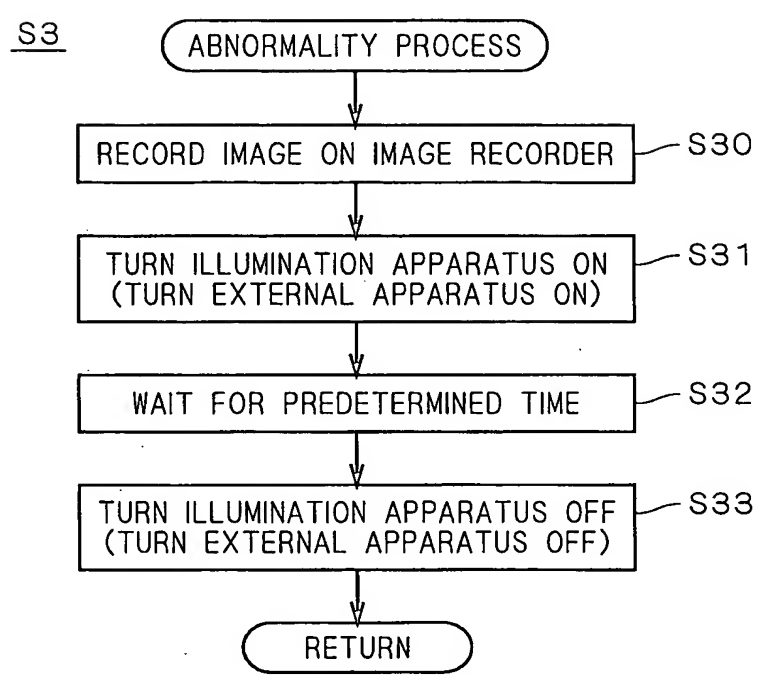 S3
ABNORMALITY PROCESS
RECORD IMAGE ON IMAGE RECORDER
S30
TURN ILLUMINATION APPARATUS ON
(TURN EXTERNAL APPARATUS ON)
S31
WAIT FOR PREDETERMINED TIME
S32
TURN ILLUMINATION APPARATUS OFF
(TURN EXTERNAL APPARATUS OFF)
S33
RETURN